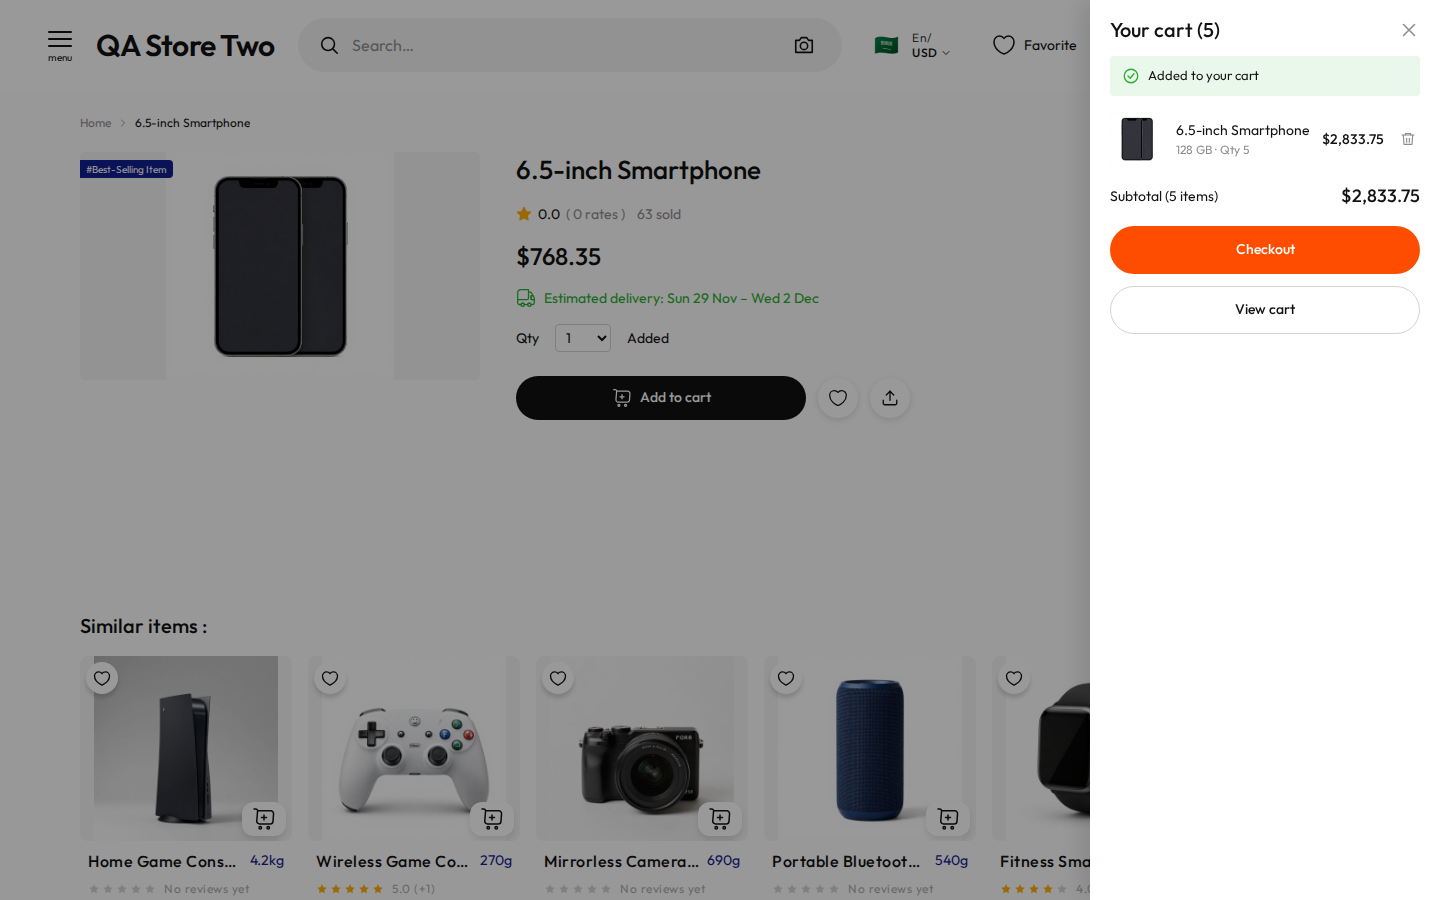 menu
QA Store Two
Search...
En/
USD
Favorite
Home > 6.5-inch Smartphone
#Best-Selling Item
6.5-inch Smartphone
0.0 ( 0 rates ) 63 sold
$768.35
Estimated delivery: Sun 29 Nov – Wed 2 Dec
Qty 1 Added
Add to cart
Similar items :
Home Game Cons... 4.2kg
No reviews yet
Wireless Game Co... 270g
5.0 (+1)
Mirrorless Camera... 690g
No reviews yet
Portable Bluetoot... 540g
No reviews yet
Fitness Sma
4.0
Your cart (5)
Added to your cart
6.5-inch Smartphone
128 GB · Qty 5
$2,833.75
Subtotal (5 items) $2,833.75
Checkout
View cart